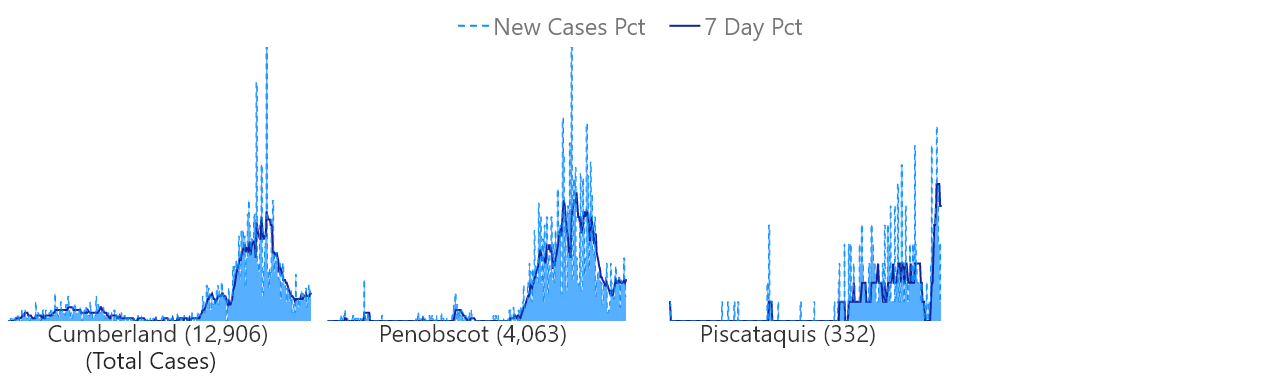 New Cases Pct 7 Day Pct
Cumberland (12,906) Penobscot (4,063) Piscataquis (332)
(Total Cases)